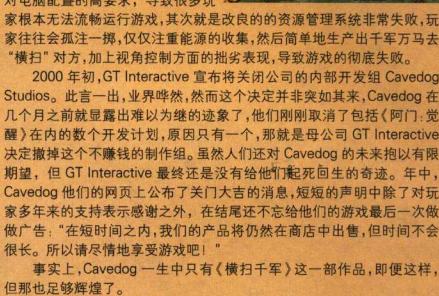 对电脑配置的高要求，导致很多玩
家根本无法流畅运行游戏，其次就是改良的的资源管理系统非常失败，玩
家往往会孤注一掷，仅仅注重能源的收集，然后简单地生产出千军万马去
“横扫”对方，加上视角控制方面的拙劣表现，导致游戏的彻底失败。
2000 年初，GT Interactive 宣布将关闭公司的内部开发组 Cavedog
Studios。此言一出，业界哗然，然而这个决定并非突如其来，Cavedog 在
几个月之前就显露出难以为继的迹象了，他们刚刚取消了包括《阿门：觉
醒》在内的数个开发计划，原因只有一个，那就是母公司 GT Interactive
决定撤掉这个不赚钱的制作组。虽然人们还对 Cavedog 的未来抱以有限
期望，但 GT Interactive 最终还是没有给他们起死回生的奇迹。年中，
Cavedog 他们的网页上公布了关门大吉的消息，短短的声明中除了对玩
家多年来的支持表示感谢之外，在结尾还不忘给他们的游戏最后一次做
做广告：“在短时间之内，我们的产品将仍然在商店中出售，但时间不会
很长。所以请尽情地享受游戏吧！”
事实上，Cavedog 一生中只有《横扫千军》这一部作品，即便这样，
但那也足够辉煌了。